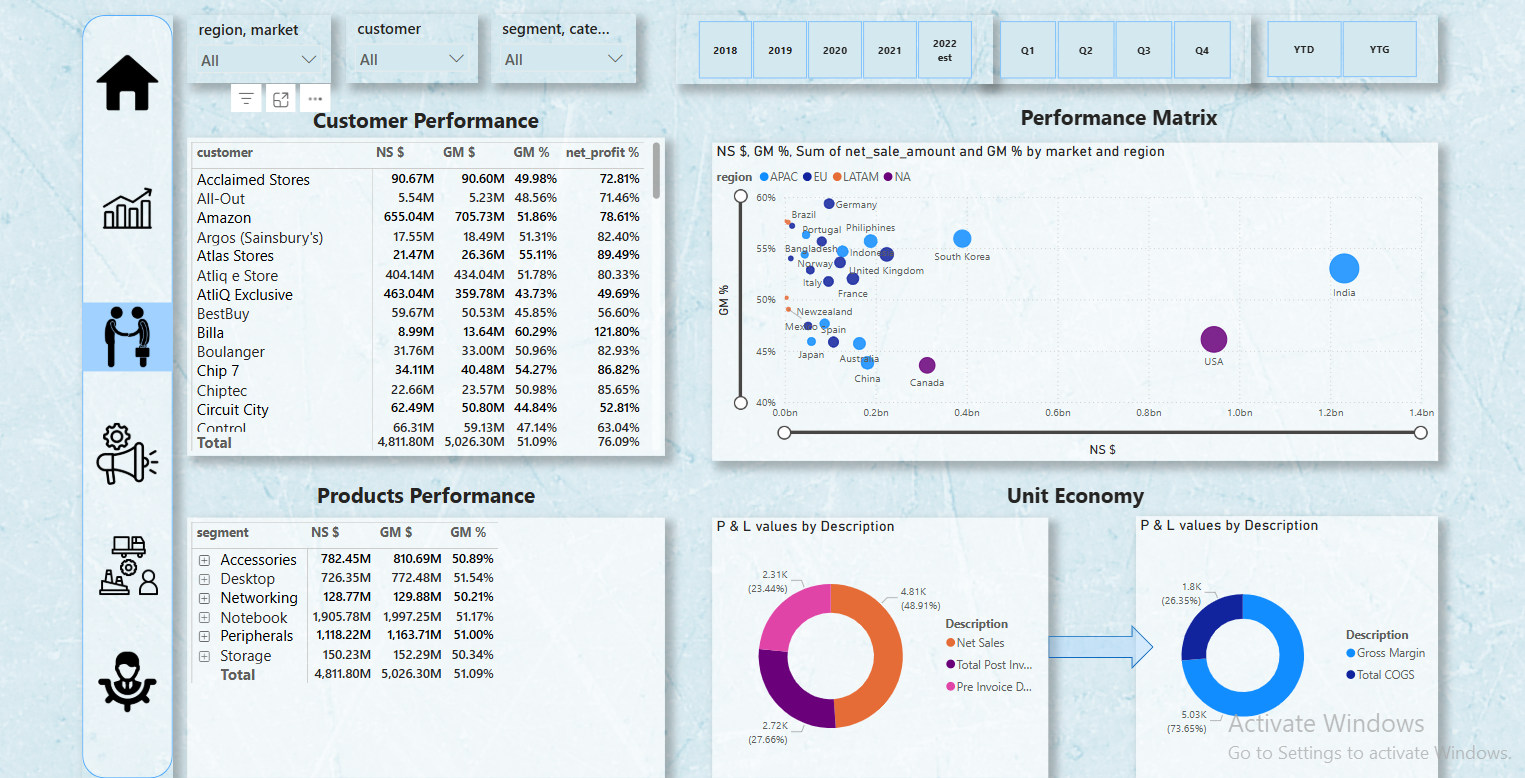 region, market
All
customer
All
segment, cate...
All
2018 2019 2020 2021 2022 est
Q1 Q2 Q3 Q4
YTD YTG
Customer Performance
customer NS $ GM $ GM % net_profit %
Acclaimed Stores 90.67M 90.60M 49.98% 72.81%
All-Out 5.54M 5.23M 48.56% 71.46%
Amazon 655.04M 705.73M 51.86% 78.61%
Argos (Sainsbury's) 17.55M 18.49M 51.31% 82.40%
Atlas Stores 21.47M 26.36M 55.11% 89.49%
Atliq e Store 404.14M 434.04M 51.78% 80.33%
AtliQ Exclusive 463.04M 359.78M 43.73% 49.69%
BestBuy 59.67M 50.53M 45.85% 56.60%
Billa 8.99M 13.64M 60.29% 121.80%
Boulanger 31.76M 33.00M 50.96% 82.93%
Chip 7 34.11M 40.48M 54.27% 86.82%
Chiptec 22.66M 23.57M 50.98% 85.65%
Circuit City 62.49M 50.80M 44.84% 52.81%
Control 66.31M 59.13M 47.14% 63.04%
Total 4,811.80M 5,026.30M 51.09% 76.09%
Performance Matrix
NS $, GM %, Sum of net_sale_amount and GM % by market and region
region APAC EU LATAM NA
GM %
60%
55%
50%
45%
40%
Germany
Brazil
Portugal
Philiphines
Bangladesh
Indones
Norway
United Kingdom
South Korea
Italy
France
India
Newzealand
Mexico
Spain
Japan
Australia
USA
China
Canada
0.0bn 0.2bn 0.4bn 0.6bn 0.8bn 1.0bn 1.2bn 1.4bn
NS $
Products Performance
segment NS $ GM $ GM %
Accessories 782.45M 810.69M 50.89%
Desktop 726.35M 772.48M 51.54%
Networking 128.77M 129.88M 50.21%
Notebook 1,905.78M 1,997.25M 51.17%
Peripherals 1,118.22M 1,163.71M 51.00%
Storage 150.23M 152.29M 50.34%
Total 4,811.80M 5,026.30M 51.09%
Unit Economy
P & L values by Description
2.31K
(23.44%)
4.81K
(48.91%)
2.72K
(27.66%)
Description
Net Sales
Total Post Inv...
Pre Invoice D...
P & L values by Description
1.8K
(26.35%)
5.03K
(73.65%)
Description
Gross Margin
Total COGS
Activate Windows
Go to Settings to activate Windows.